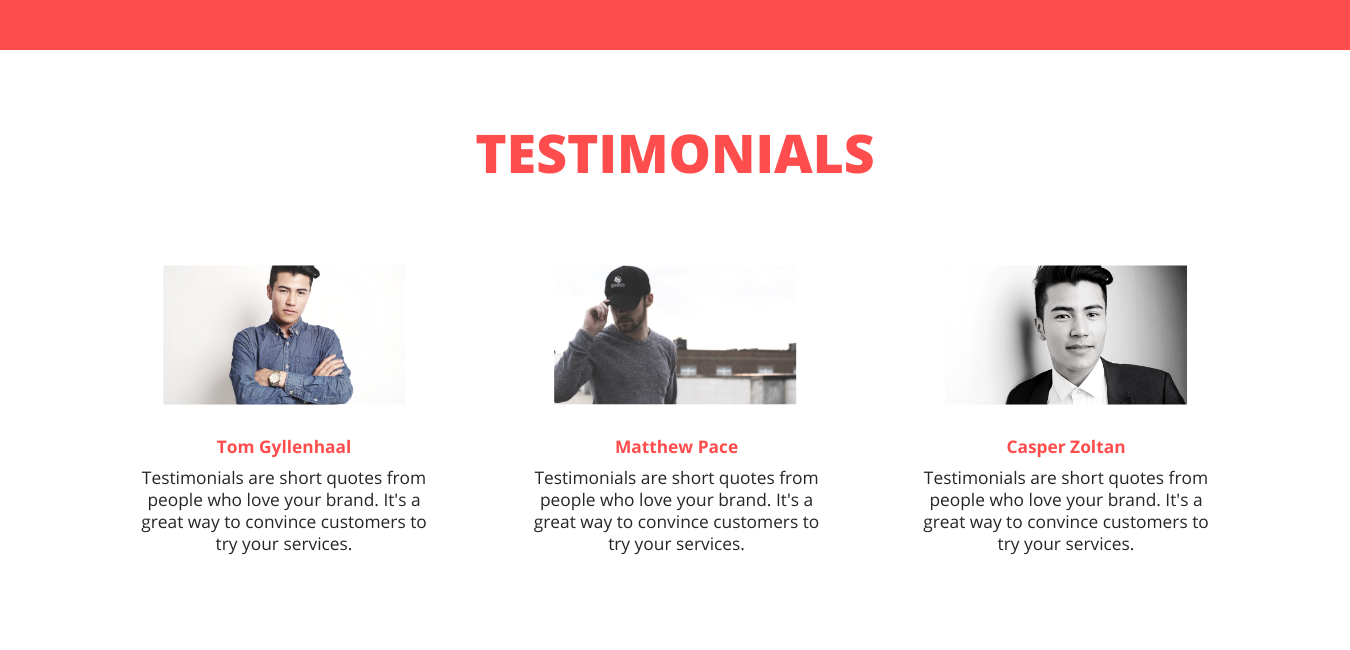 TESTIMONIALS
Tom Gyllenhaal
Testimonials are short quotes from
people who love your brand. It's a
great way to convince customers to
try your services.
Matthew Pace
Testimonials are short quotes from
people who love your brand. It's a
great way to convince customers to
try your services.
Casper Zoltan
Testimonials are short quotes from
people who love your brand. It's a
great way to convince customers to
try your services.